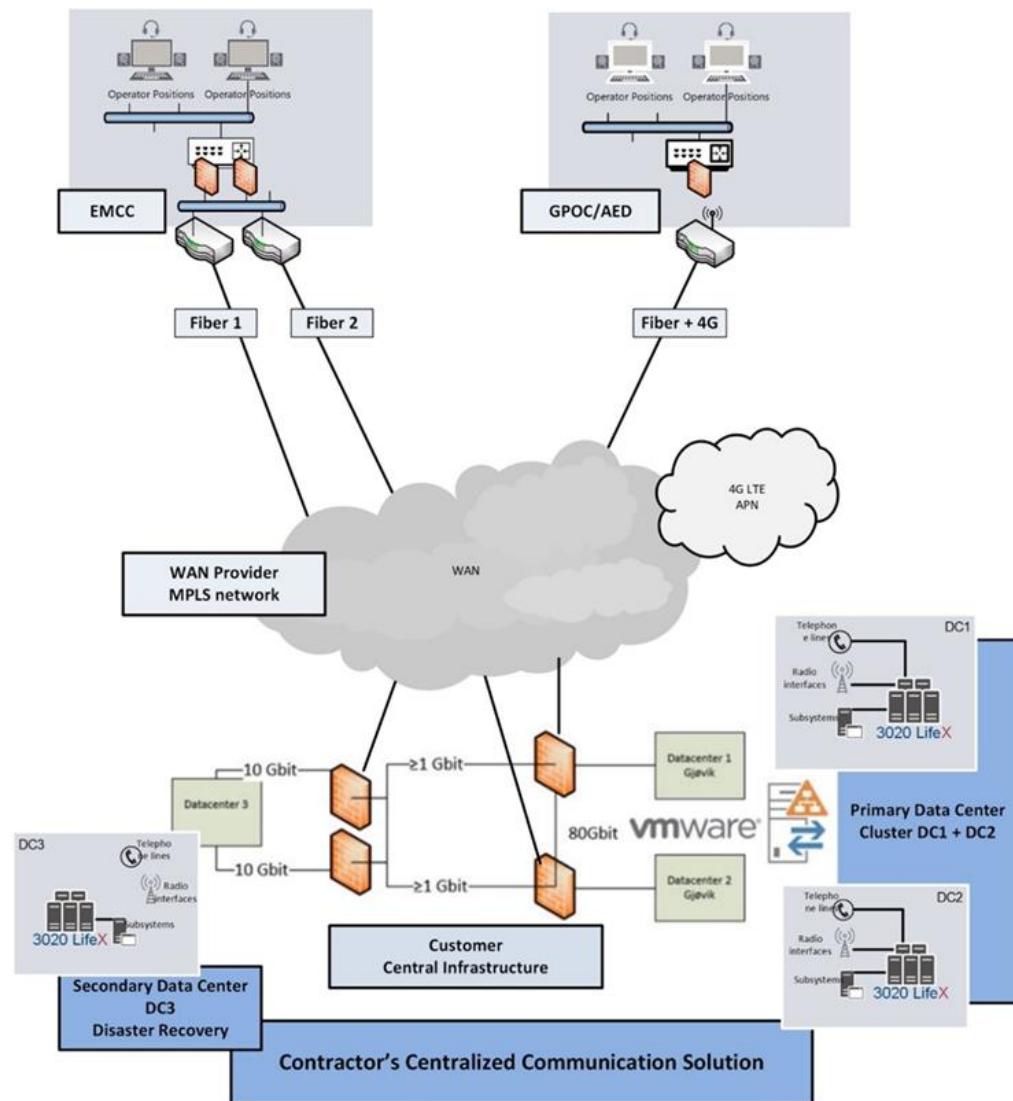 Operator Positions
Operator Positions
Operator Positions
Operator Positions
EMCC
GPOC/AED
Fiber 1
Fiber 2
Fiber + 4G
4G LTE
APN
WAN
WAN Provider
MPLS network
DC1
Telephon
e lines
Radio
interfaces
Subsystems
3020 LifeX
10 Gbit
≥1 Gbit
Datacenter 1
Gjøvik
Datacenter 3
80Gbit
vmware®
Primary Data Center
Cluster DC1 + DC2
10 Gbit
≥1 Gbit
Datacenter 2
Gjøvik
DC3
Telepho
ne lines
Radio
interfaces
Subsystems
3020 LifeX
DC2
Telepho
ne lines
Radio
interfaces
Subsystems
3020 LifeX
Customer
Central Infrastructure
Secondary Data Center
DC3
Disaster Recovery
Contractor's Centralized Communication Solution